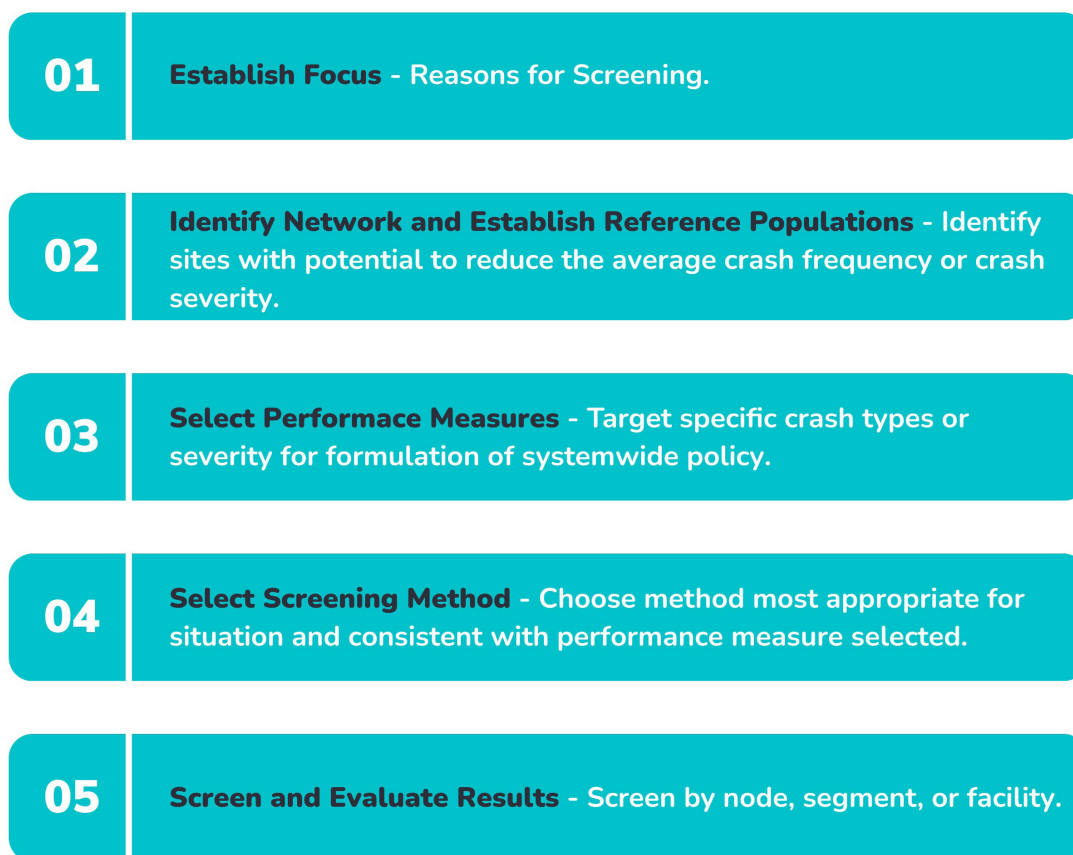 01
Establish Focus - Reasons for Screening.
02
Identify Network and Establish Reference Populations - Identify
sites with potential to reduce the average crash frequency or crash
severity.
03
Select Performace Measures - Target specific crash types or
severity for formulation of systemwide policy.
04
Select Screening Method - Choose method most appropriate for
situation and consistent with performance measure selected.
05
Screen and Evaluate Results - Screen by node, segment, or facility.